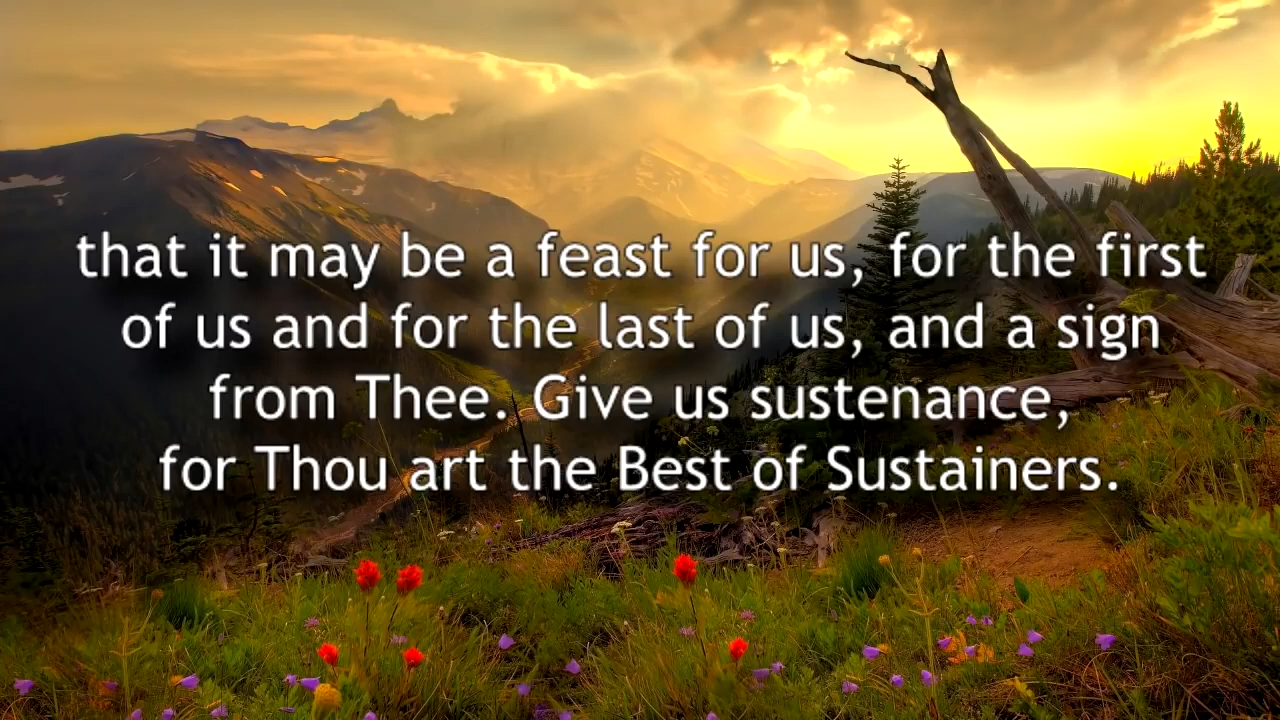 that it may be a feast for us, for the first
of us and for the last of us, and a sign
from Thee. Give us sustenance,
for Thou art the Best of Sustainers.